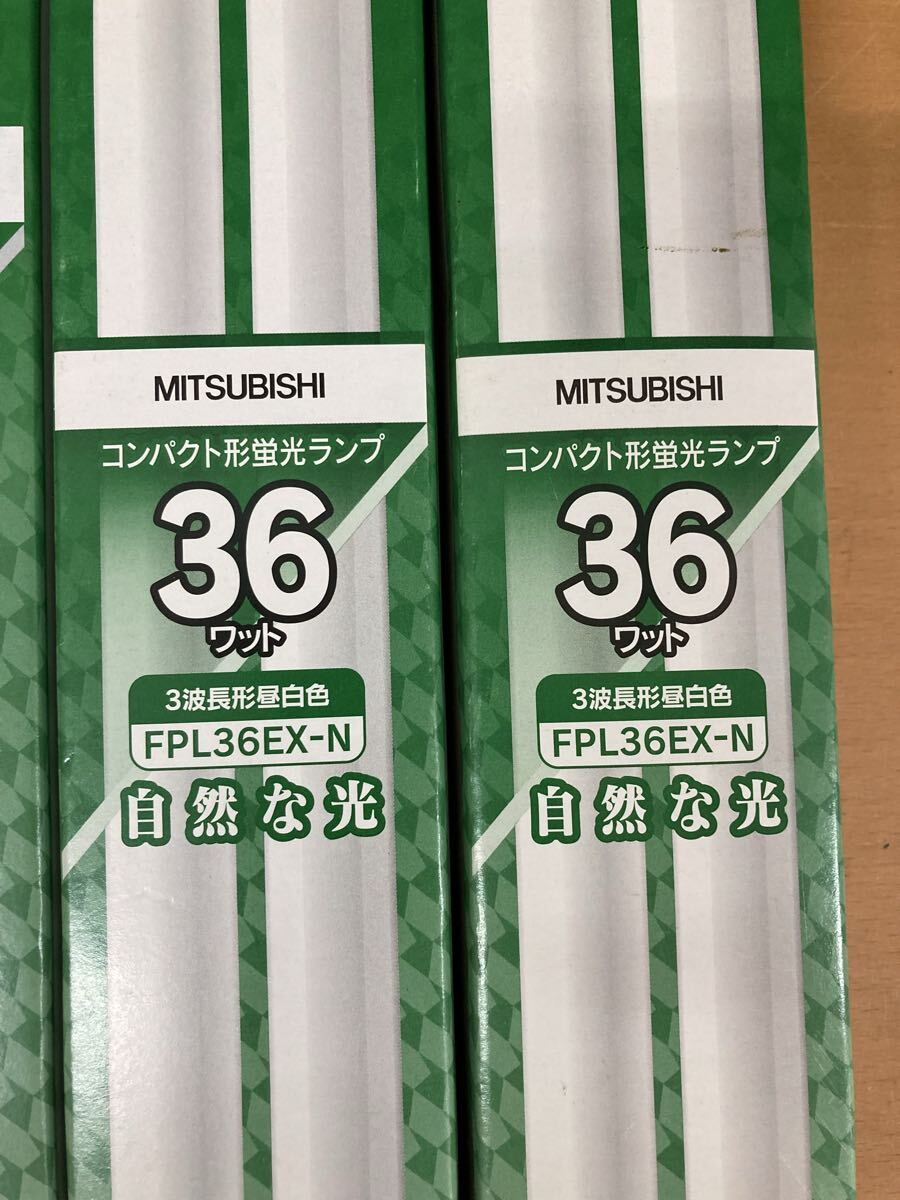 MITSUBISHI
コンパクト形蛍光ランプ
36
ワット
3波長形昼白色
FPL36EX-N
自然な光
MITSUBISHI
コンパクト形蛍光ランプ
36
ワット
3波長形昼白色
FPL36EX-N
自然な光